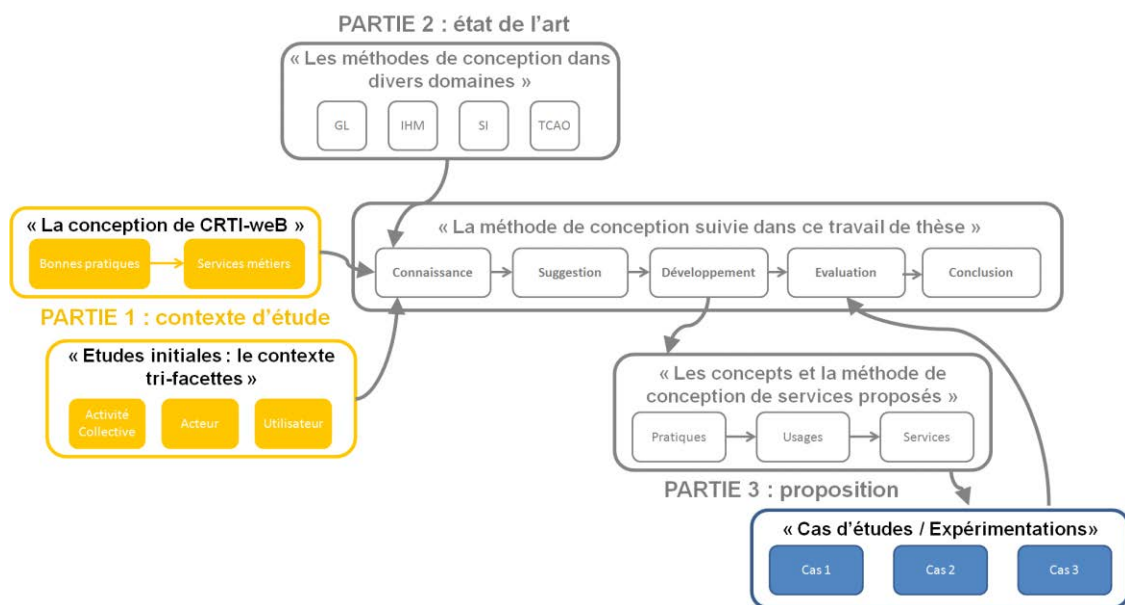 PARTIE 2 : état de l’art
« Les méthodes de conception dans
divers domaines »
GL
IHM
SI
TCAO
« La conception de CRTI-weB »
Bonnes pratiques
Services métiers
PARTIE 1 : contexte d’étude
« Etudes initiales : le contexte
tri-facettes »
Activité
Collective
Acteur
Utilisateur
« La méthode de conception suivie dans ce travail de thèse »
Connaissance
Suggestion
Développement
Evaluation
Conclusion
« Les concepts et la méthode de
conception de services proposés »
Pratiques
Usages
Services
PARTIE 3 : proposition
« Cas d’études / Expérimentations»
Cas 1
Cas 2
Cas 3